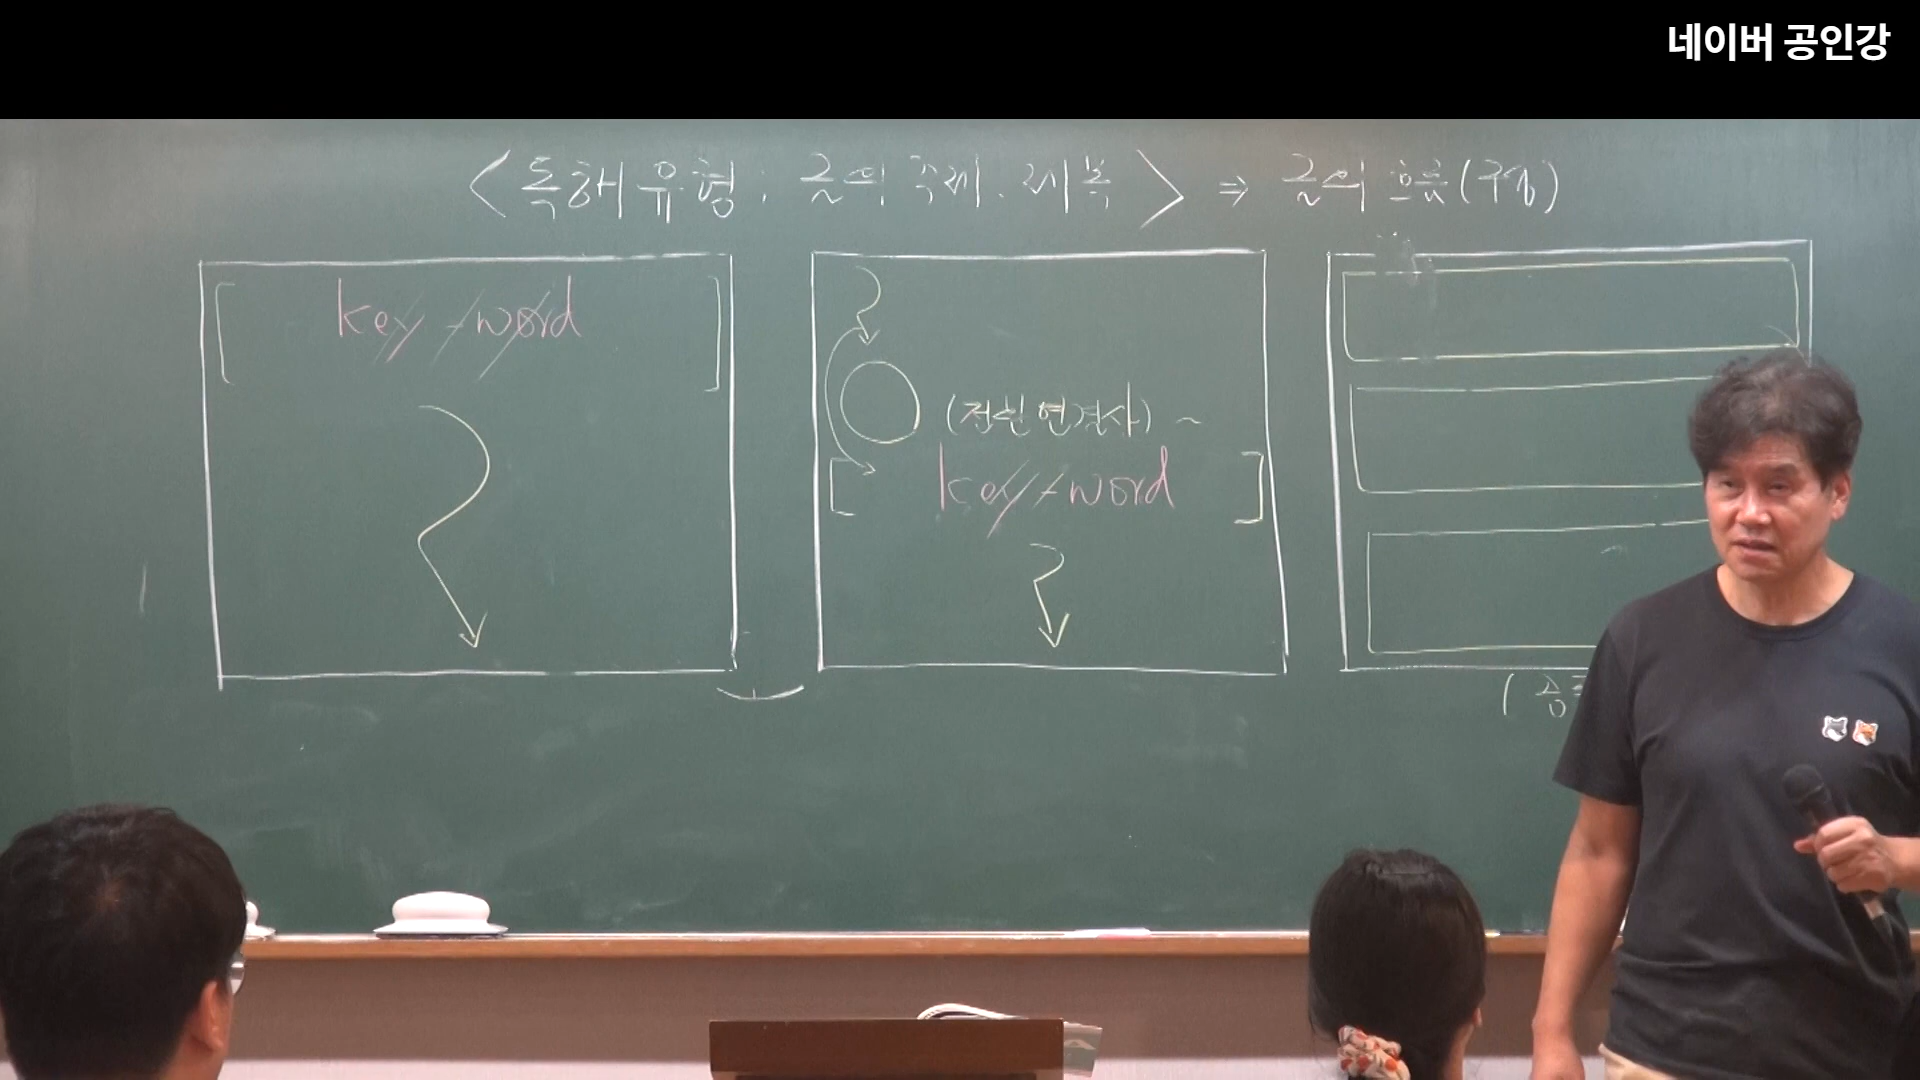 네이버 공인강
<독해유형: 글의 주제·제목> ⇒ 글의 흐름(구성)
key-word
(전환연결사) ~
key-word